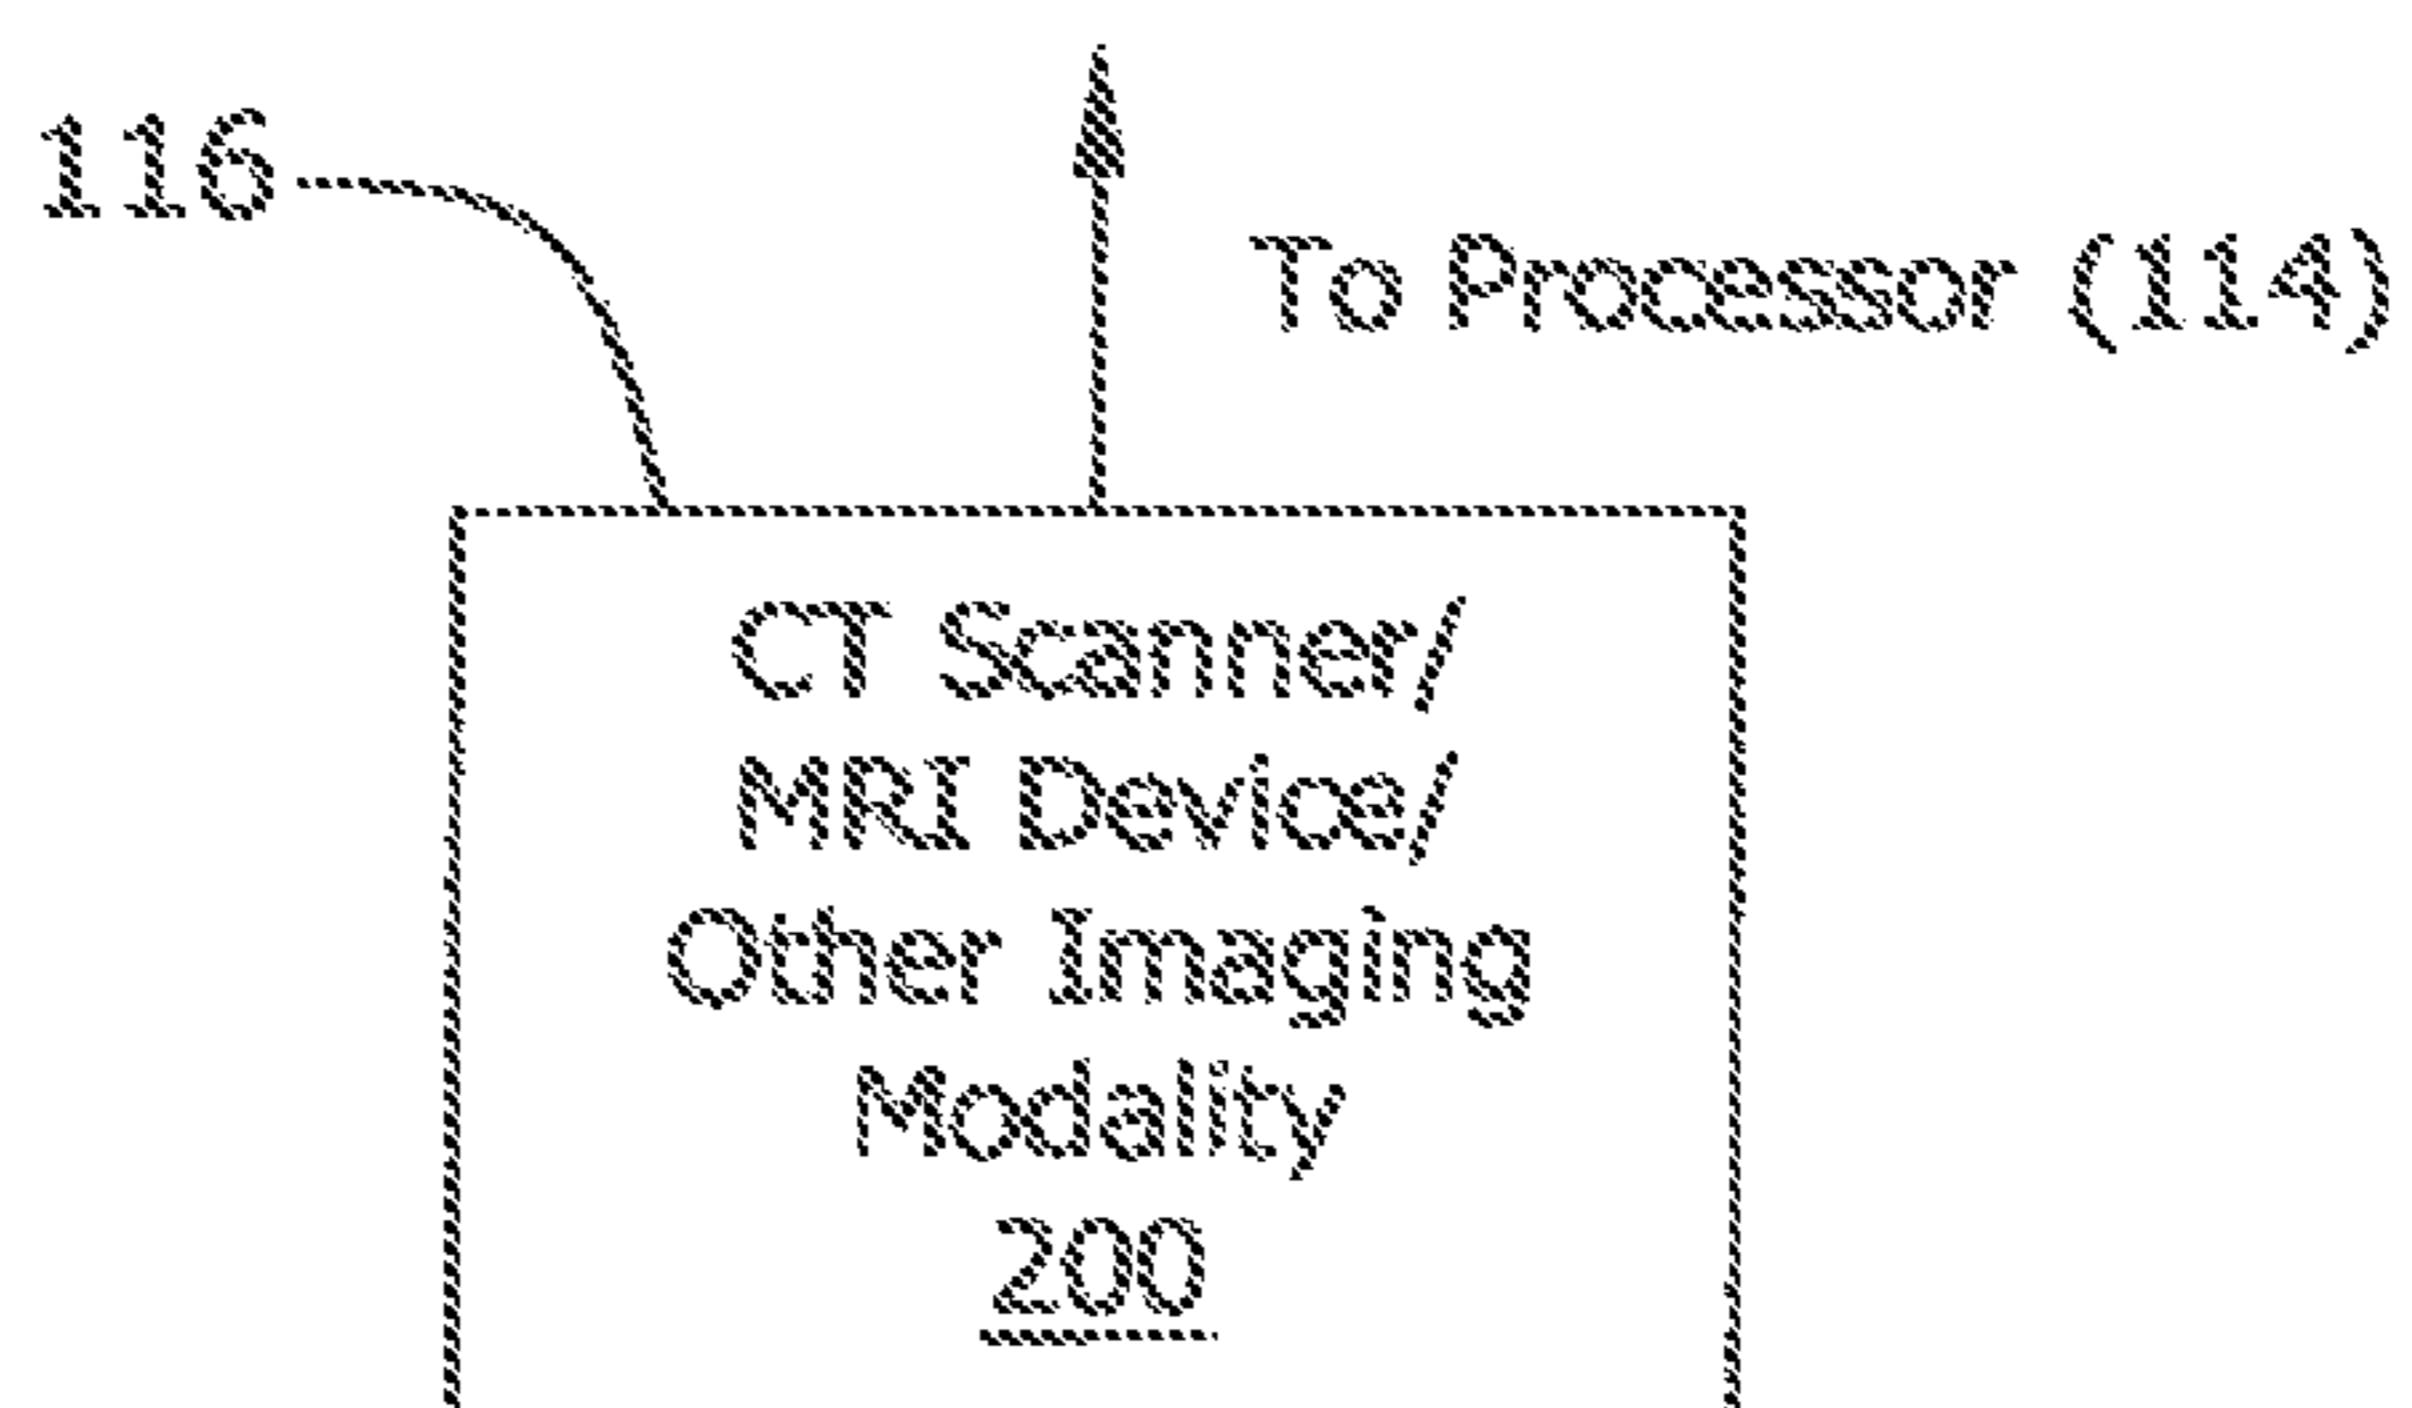 116
To Processor (114)
CT Scanner/
MRI Device/
Other Imaging
Modality
200